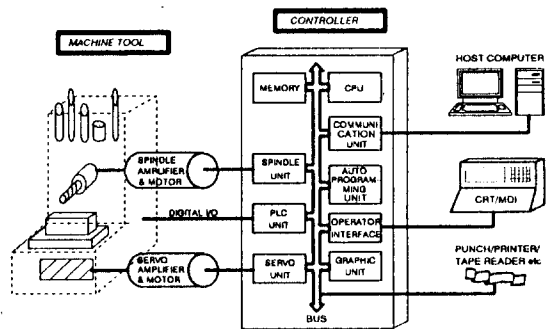 CONTROLLER
MACHINE TOOL
HOST COMPUTER
MEMORY
CPU
COMMUNI
CATION
UNIT
SPINDLE
AMPLIFIER
& MOTOR
SPINDLE
UNIT
AUTO
PROGRAM
MING
UNIT
DIGITAL I/O
PLC
UNIT
OPERATOR
INTERFACE
CRT/MDI
SERVO
AMPLIFIER
& MOTOR
SERVO
UNIT
GRAPHIC
UNIT
PUNCH/PRINTER/
TAPE READER etc
BUS